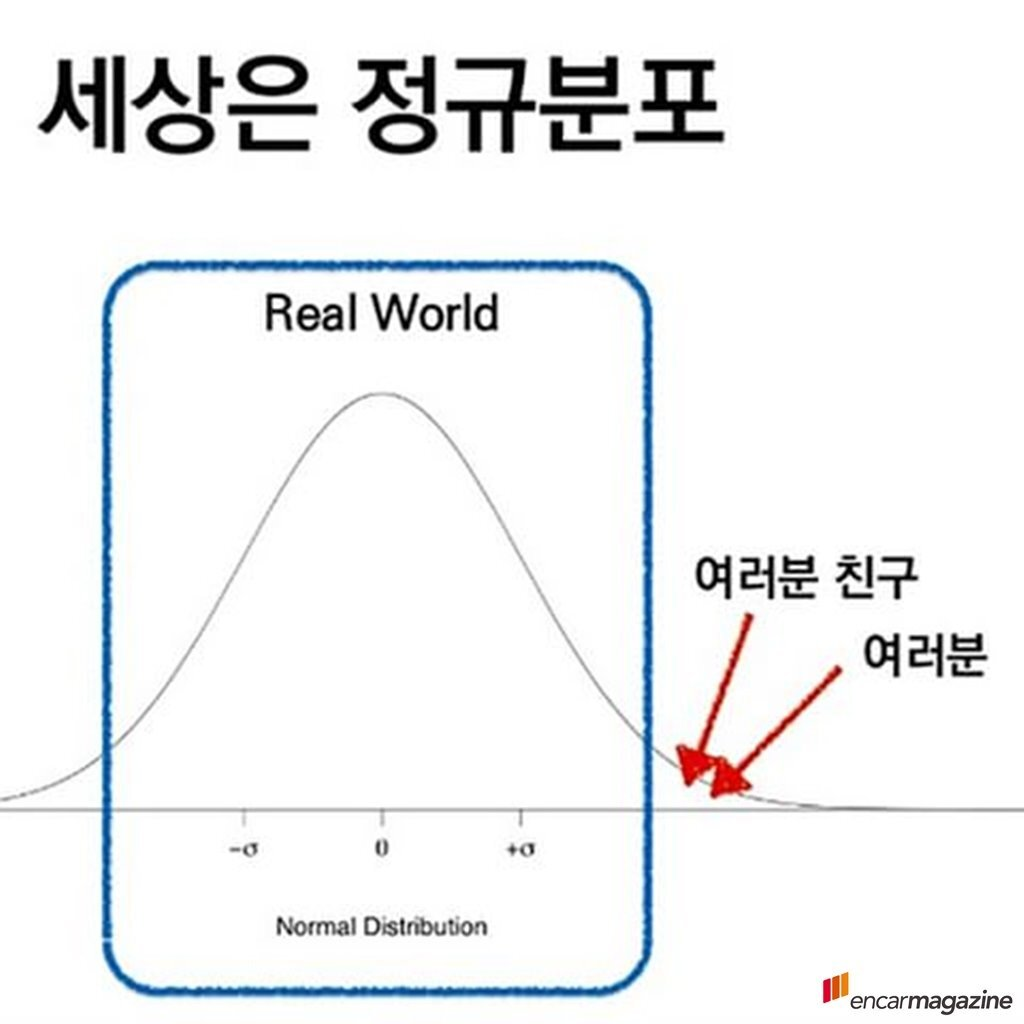 세상은 정규분포
Real World
여러분 친구
여러분
-σ 0 +σ
Normal Distribution
encarmagazine